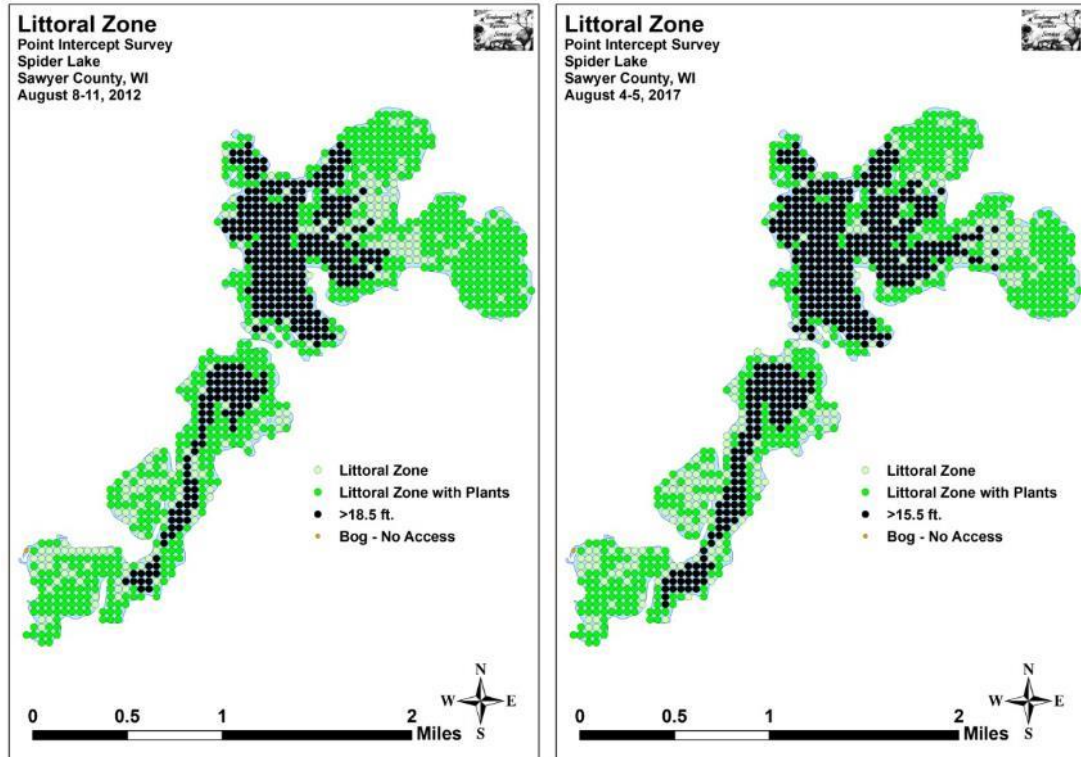 Littoral Zone
Point Intercept Survey
Spider Lake
Sawyer County, WI
August 8-11, 2012
Littoral Zone
Littoral Zone with Plants
>18.5 ft.
Bog - No Access
N
W E
S
0 0.5 1 2
Miles
Littoral Zone
Point Intercept Survey
Spider Lake
Sawyer County, WI
August 4-5, 2017
Littoral Zone
Littoral Zone with Plants
>15.5 ft.
Bog - No Access
N
W E
S
0 0.5 1 2
Miles